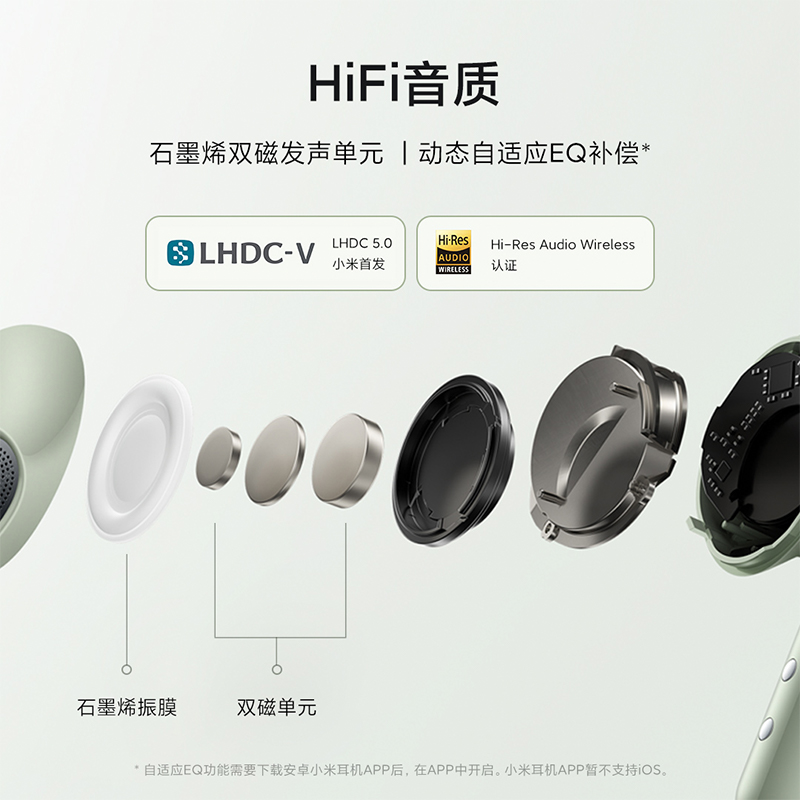 HiFi音质
石墨烯双磁发声单元 | 动态自适应EQ补偿*
LHDC-V
LHDC 5.0
小米首发
Hi-Res
AUDIO
WIRELESS
Hi-Res Audio Wireless
认证
石墨烯振膜
双磁单元
* 自适应EQ功能需要下载安卓小米耳机APP后，在APP中开启。小米耳机APP暂不支持iOS。